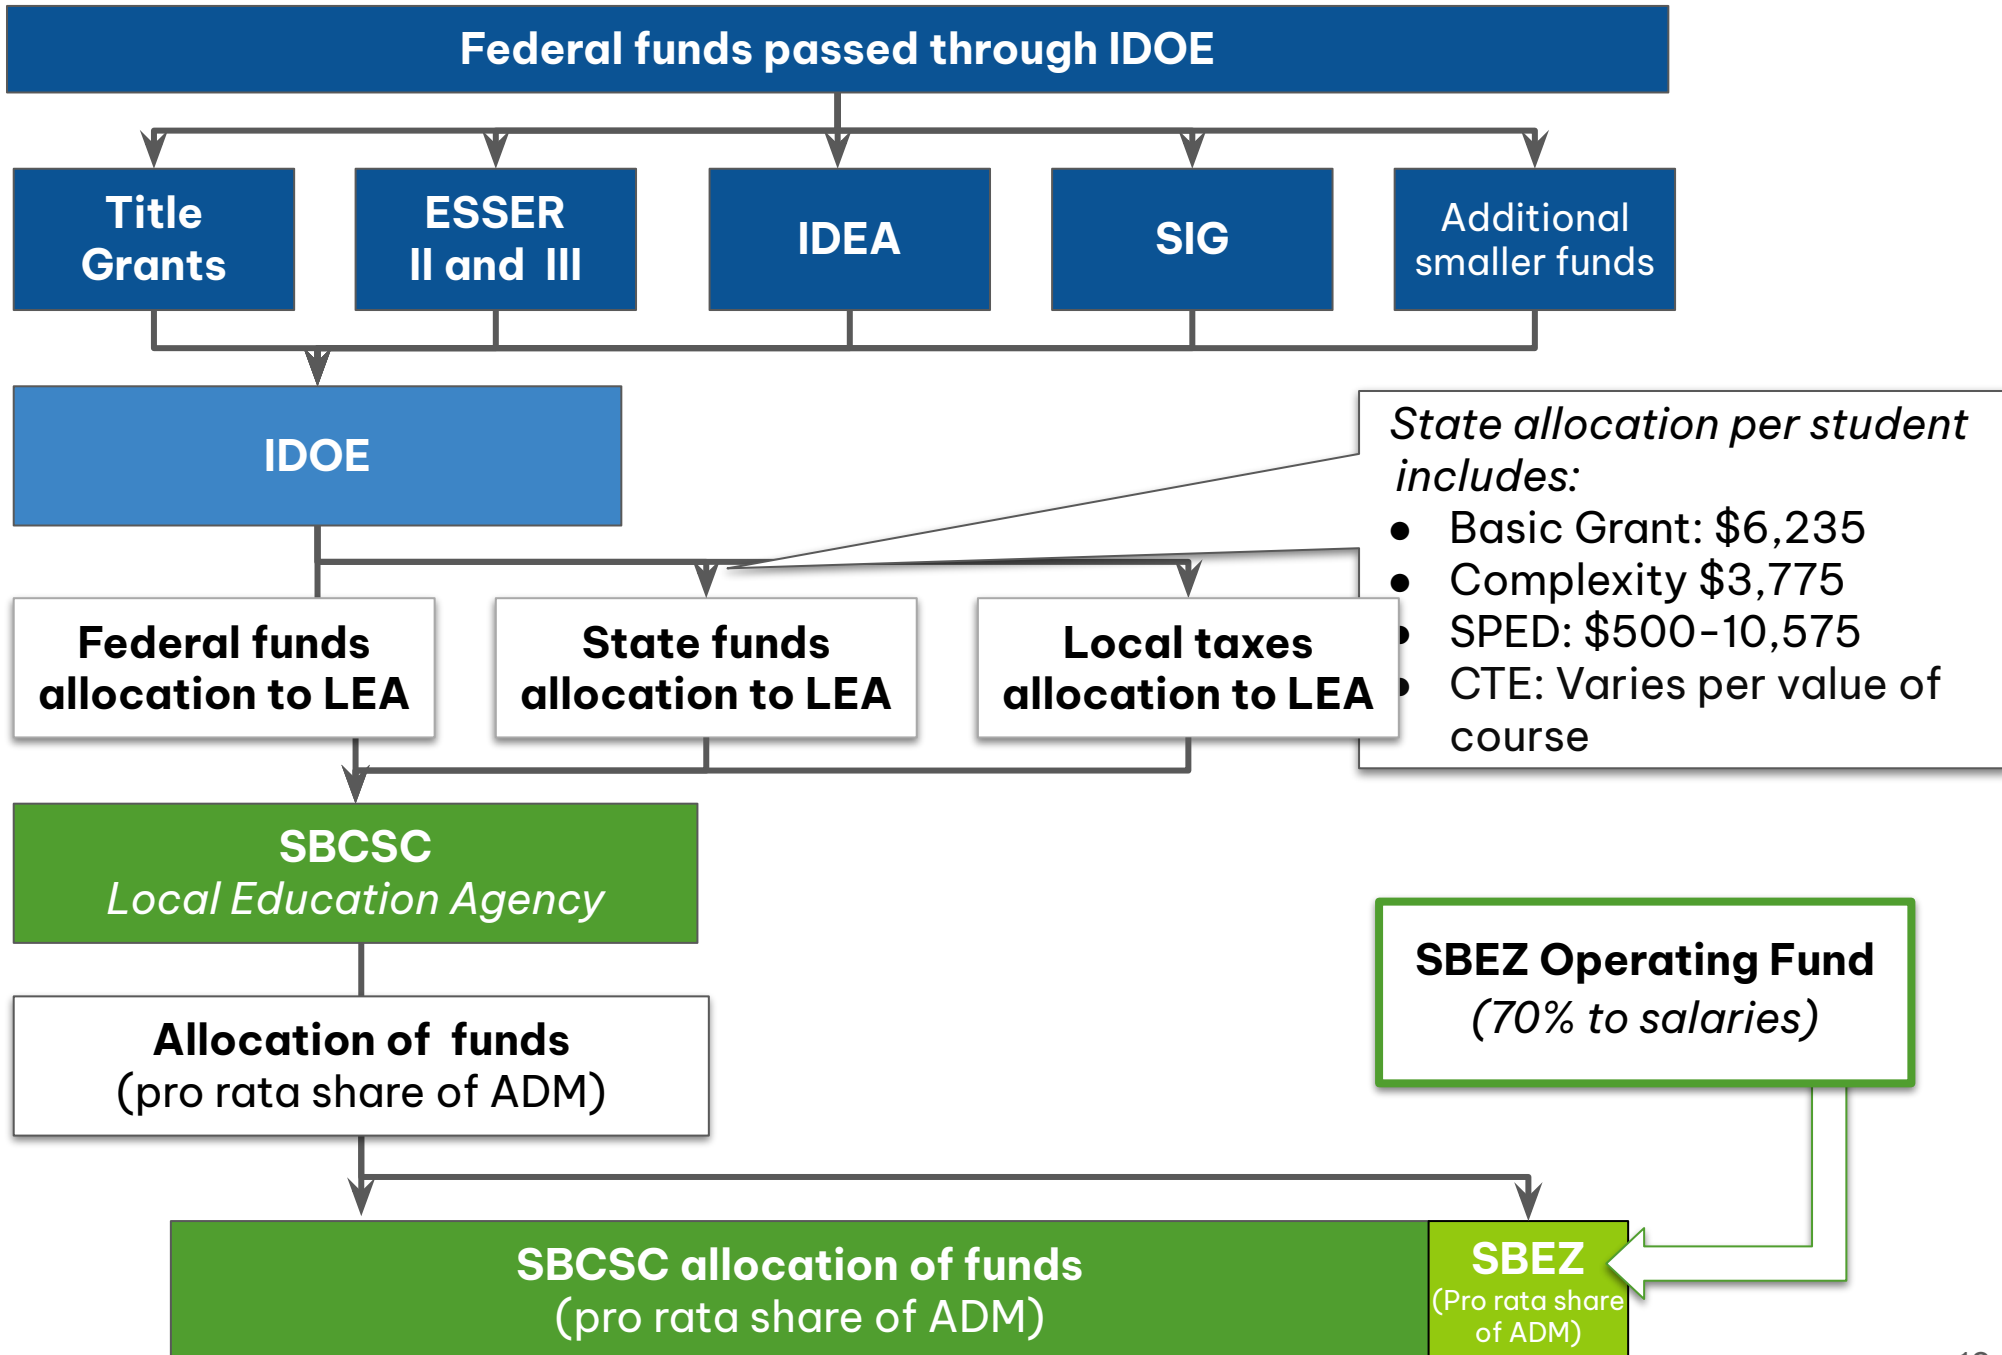 Federal funds passed through IDOE
Title
Grants
ESSER
II and III
IDEA
SIG
Additional
smaller funds
IDOE
State allocation per student
includes:
● Basic Grant: $6,235
● Complexity $3,775
● SPED: $500-10,575
● CTE: Varies per value of
course
Federal funds
allocation to LEA
State funds
allocation to LEA
Local taxes
allocation to LEA
SBCSC
Local Education Agency
SBEZ Operating Fund
(70% to salaries)
Allocation of funds
(pro rata share of ADM)
SBCSC allocation of funds
(pro rata share of ADM)
SBEZ
(Pro rata share
of ADM)